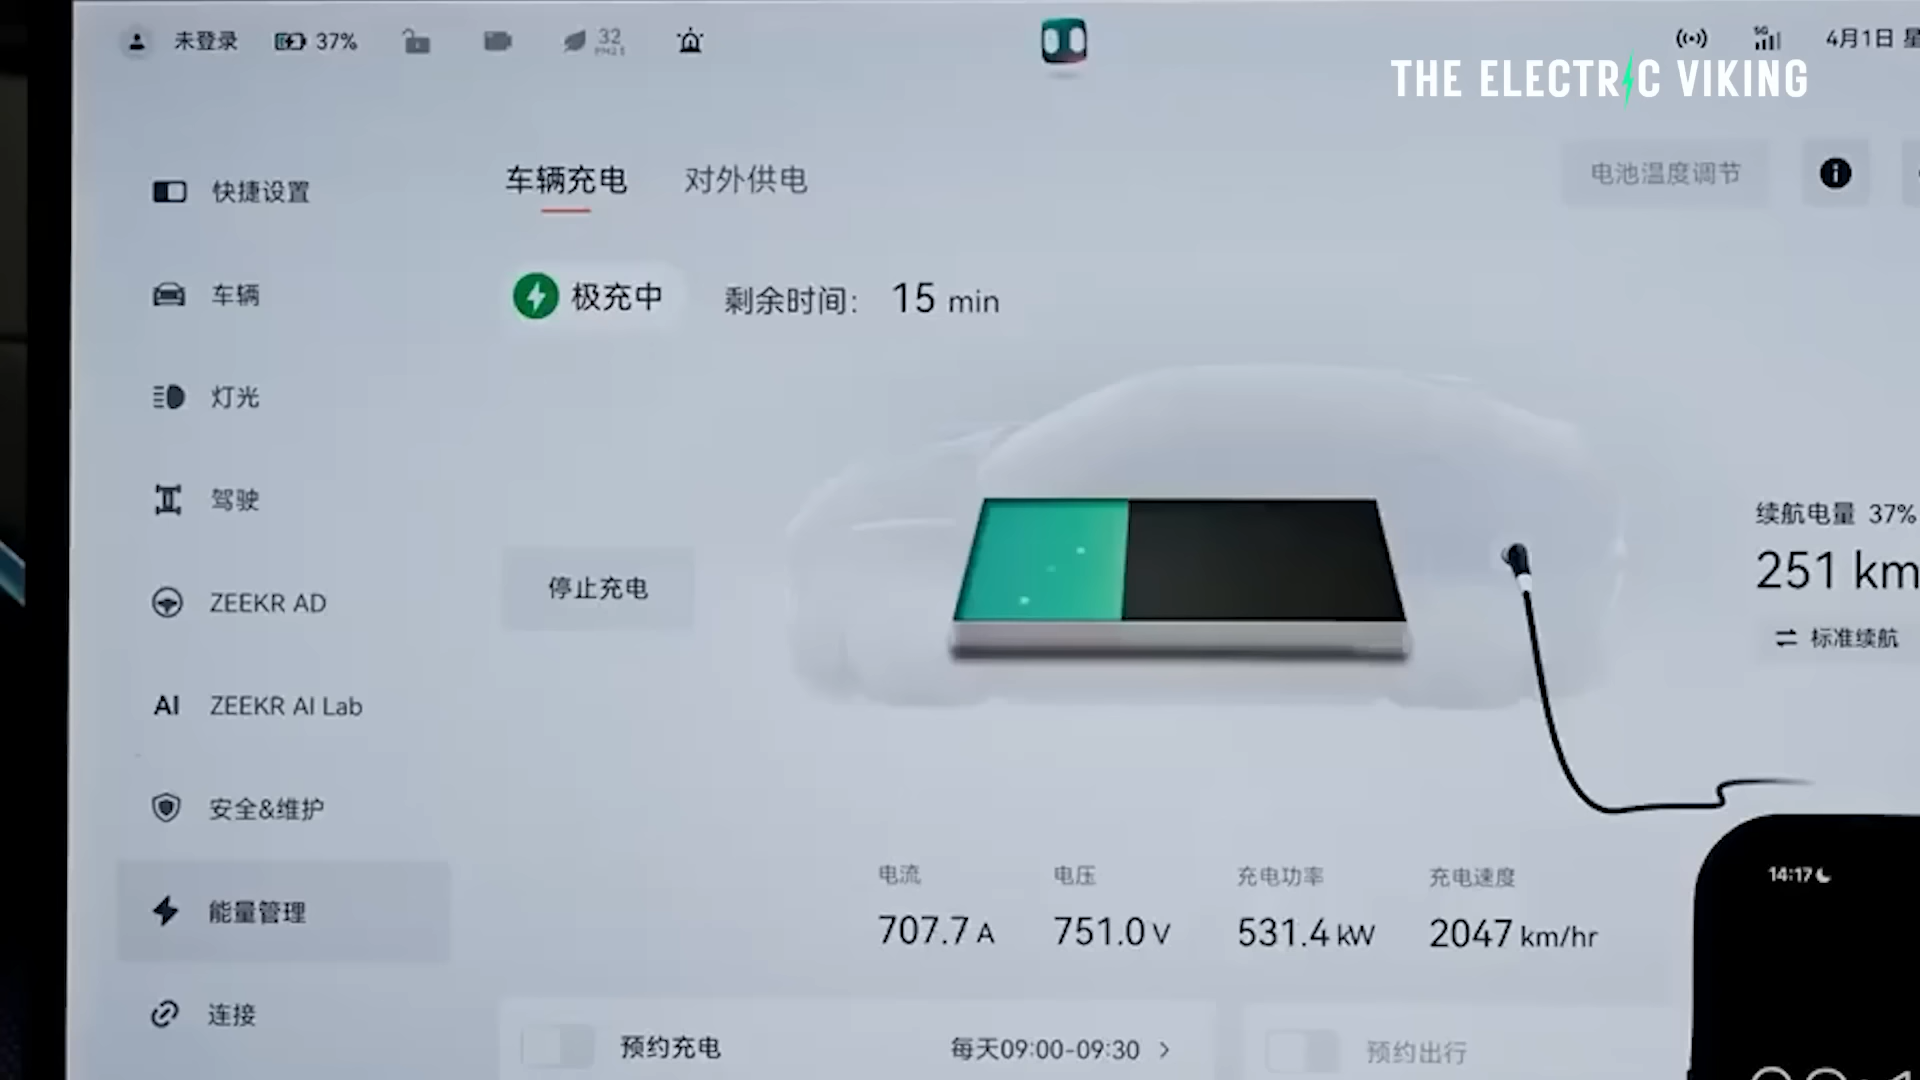 未登录 37% 32 PM2.5 5G 4月1日
THE ELECTRIC VIKING
快捷设置
车辆
灯光
驾驶
ZEEKR AD
AI ZEEKR AI Lab
安全&维护
能量管理
连接
车辆充电 对外供电
电池温度调节
极充中 剩余时间: 15 min
停止充电
续航电量 37%
251 km
标准续航
电流 电压 充电功率 充电速度
707.7 A 751.0 V 531.4 kW 2047 km/hr
14:17
预约充电 每天09:00-09:30
预约出行